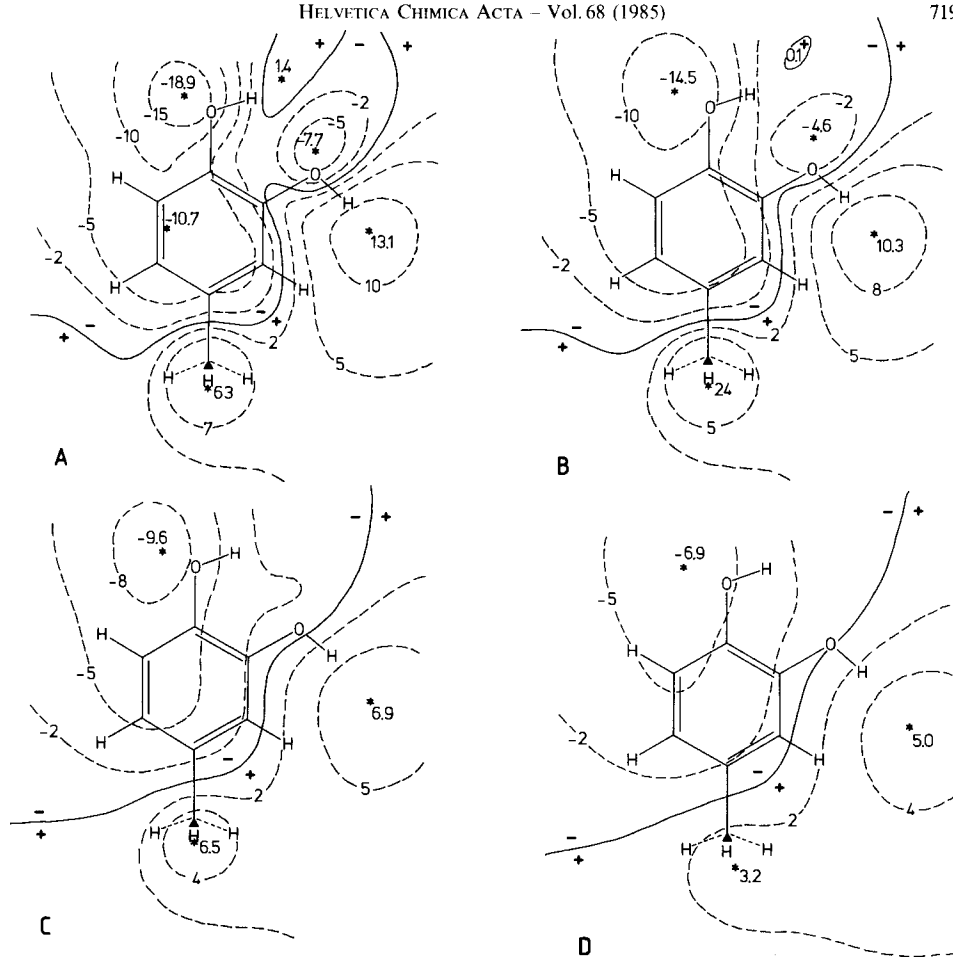 HELVETICA CHIMICA ACTA – Vol. 68 (1985) 719
+ - +
1.4
-18.9
-15
-10
O H
-2
-5
-7.7
O
H
H
-10.7
-5
13.1
-2
H
H
10
- +
- +
2
5
H H H
63
7
A
+ - +
0.1
-14.5
-10
O H
-2
-4.6
O
H
H
-5
10.3
-2
H
H
8
- +
- +
2
5
H H H
24
5
B
- +
-9.6
O H
-8
H
O
H
-5
6.9
H
H
-2
- +
2
5
- +
H H H
6.5
4
C
- +
-6.9
O H
-5
H
O
H
-2
5.0
H
H
- +
2
4
- +
H H H
3.2
D